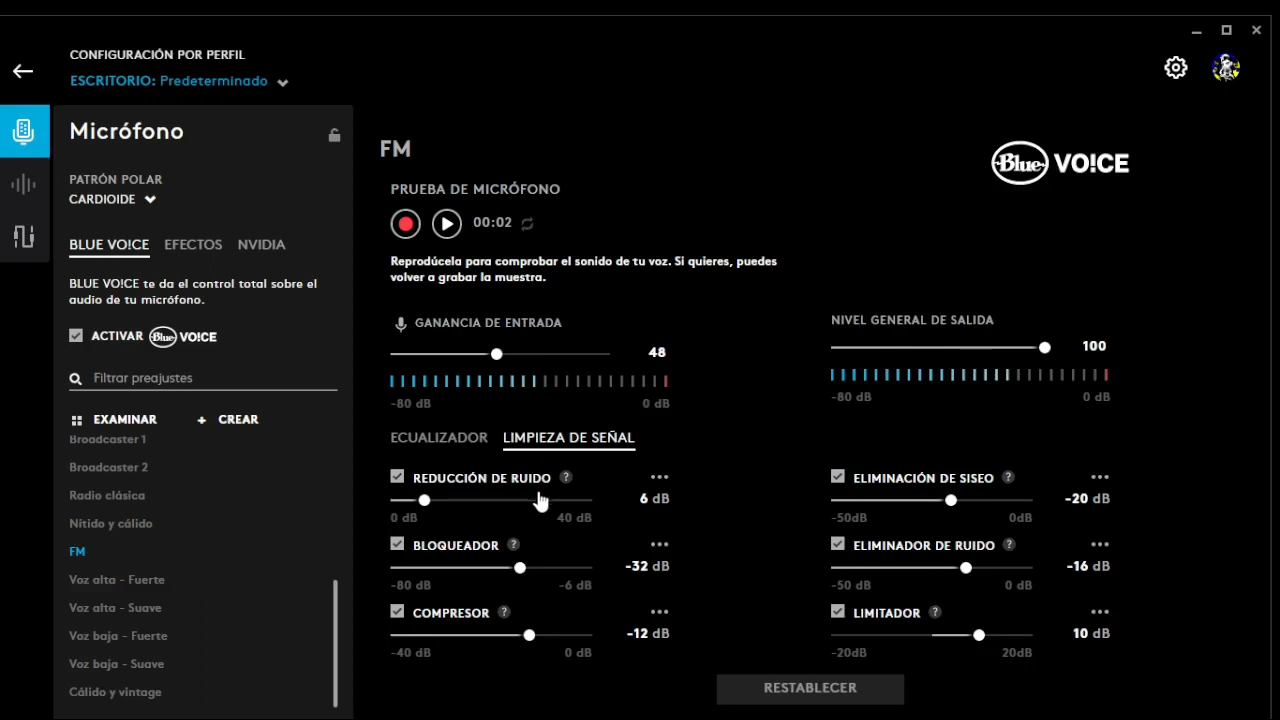 CONFIGURACIÓN POR PERFIL
ESCRITORIO: Predeterminado
Micrófono
PATRÓN POLAR
CARDIOIDE
BLUE VO!CE EFECTOS NVIDIA
BLUE VO!CE te da el control total sobre el
audio de tu micrófono.
ACTIVAR Blue VO!CE
Filtrar preajustes
EXAMINAR + CREAR
Broadcaster 1
Broadcaster 2
Radio clásica
Nítido y cálido
FM
Voz alta - Fuerte
Voz alta - Suave
Voz baja - Fuerte
Voz baja - Suave
Cálido y vintage
FM
Blue VO!CE
PRUEBA DE MICRÓFONO
00:02
Reprodúcela para comprobar el sonido de tu voz. Si quieres, puedes
volver a grabar la muestra.
GANANCIA DE ENTRADA
48
-80 dB 0 dB
NIVEL GENERAL DE SALIDA
100
-80 dB 0 dB
ECUALIZADOR LIMPIEZA DE SEÑAL
REDUCCIÓN DE RUIDO ? •••
6 dB
0 dB 40 dB
ELIMINACIÓN DE SISEO ? •••
-20 dB
-50dB 0dB
BLOQUEADOR ? •••
-32 dB
-80 dB -6 dB
ELIMINADOR DE RUIDO ? •••
-16 dB
-50 dB 0 dB
COMPRESOR ? •••
-12 dB
-40 dB 0 dB
LIMITADOR ? •••
10 dB
-20dB 20dB
RESTABLECER